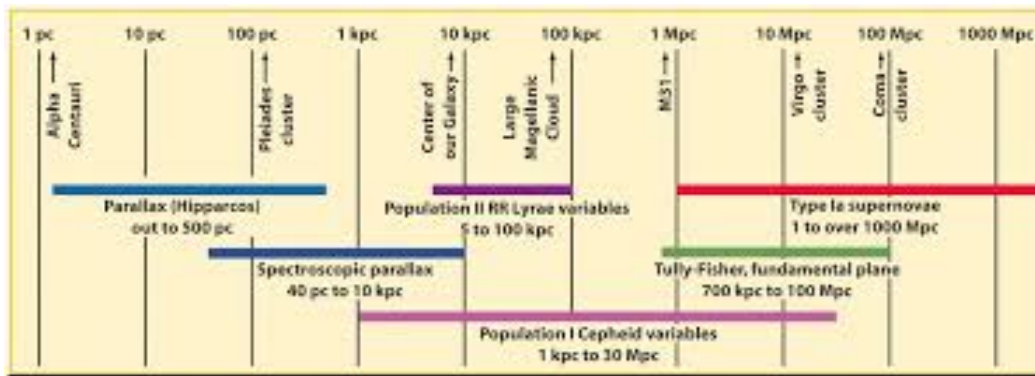 1 pc 10 pc 100 pc 1 kpc 10 kpc 100 kpc 1 Mpc 10 Mpc 100 Mpc 1000 Mpc
Alpha
Centauri
Pleiades
cluster
Center of
our Galaxy
Large
Magellanic
Cloud
M31
Virgo
cluster
Coma
cluster
Parallax (Hipparcos)
out to 500 pc
Population II RR Lyrae variables
5 to 100 kpc
Type Ia supernovae
1 to over 1000 Mpc
Spectroscopic parallax
40 pc to 10 kpc
Tully-Fisher, fundamental plane
700 kpc to 100 Mpc
Population I Cepheid variables
1 kpc to 30 Mpc